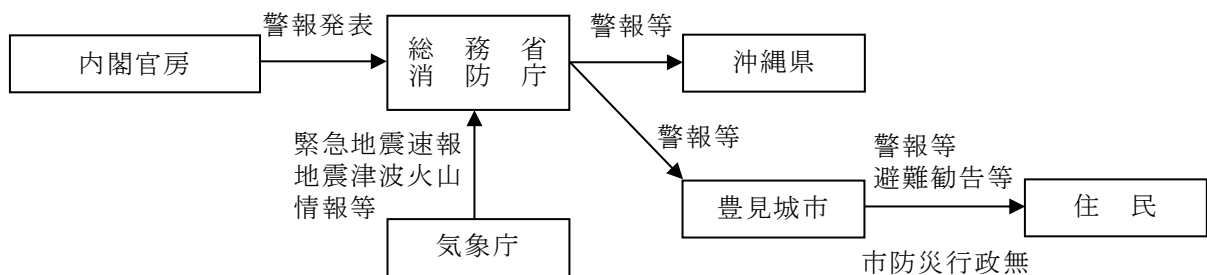 警報発表
内閣官房
総務省
消防庁
警報等
沖縄県
緊急地震速報
地震津波火山
情報等
気象庁
警報等
豊見城市
警報等
避難勧告等
住民
市防災行政無